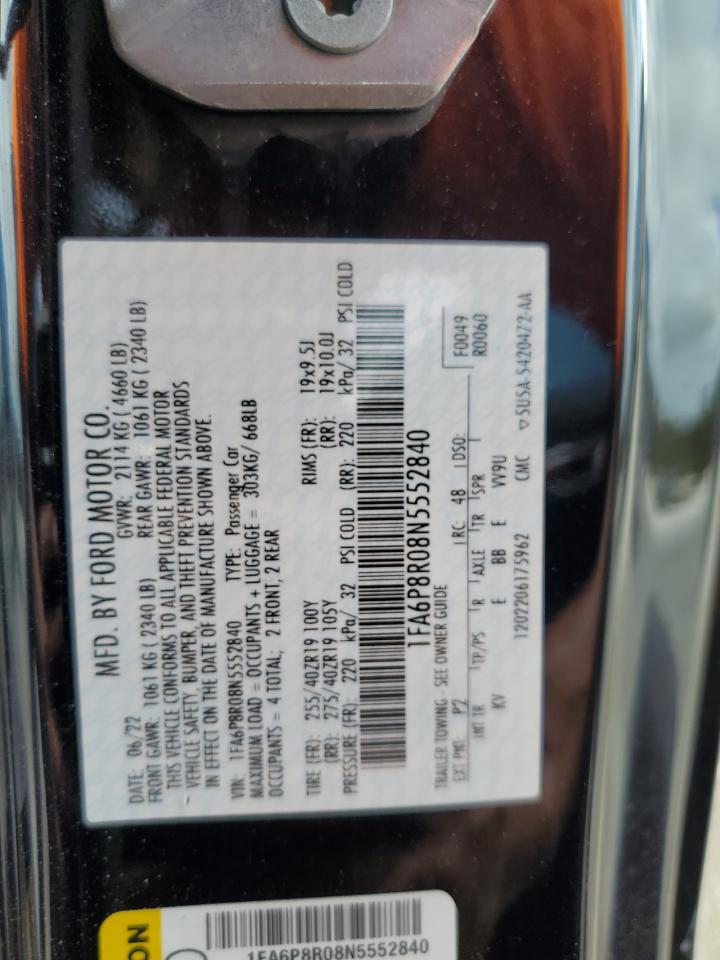 MFD. BY FORD MOTOR CO.
DATE: 06/22 GVWR: 2114 KG ( 4660 LB)
FRONT GAWR: 1061 KG ( 2340 LB) REAR GAWR: 1061 KG ( 2340 LB)
THIS VEHICLE CONFORMS TO ALL APPLICABLE FEDERAL MOTOR
VEHICLE SAFETY, BUMPER, AND THEFT PREVENTION STANDARDS
IN EFFECT ON THE DATE OF MANUFACTURE SHOWN ABOVE.
VIN: 1FA6P8R08N5552840 TYPE: Passenger Car
MAXIMUM LOAD = OCCUPANTS + LUGGAGE = 303KG/ 668LB
OCCUPANTS = 4 TOTAL; 2 FRONT, 2 REAR
TIRE (FR): 255/40ZR19 100Y RIMS (FR): 19x9.5J
(RR): 275/40ZR19 105Y (RR): 19x10.0J
PRESSURE (FR): 220 kPa/ 32 PSI COLD (RR): 220 kPa/ 32 PSI COLD
1FA6P8R08N5552840
TRAILER TOWING - SEE OWNER GUIDE F0049
EXT PNT: P2 RC: 48 DSO: R0060
INT TR TP/PS R AXLE TR SPR
KV E BB E VV9U
1202206175962 CMC 5U5A-5420472-AA
ON
1FA6P8R08N5552840